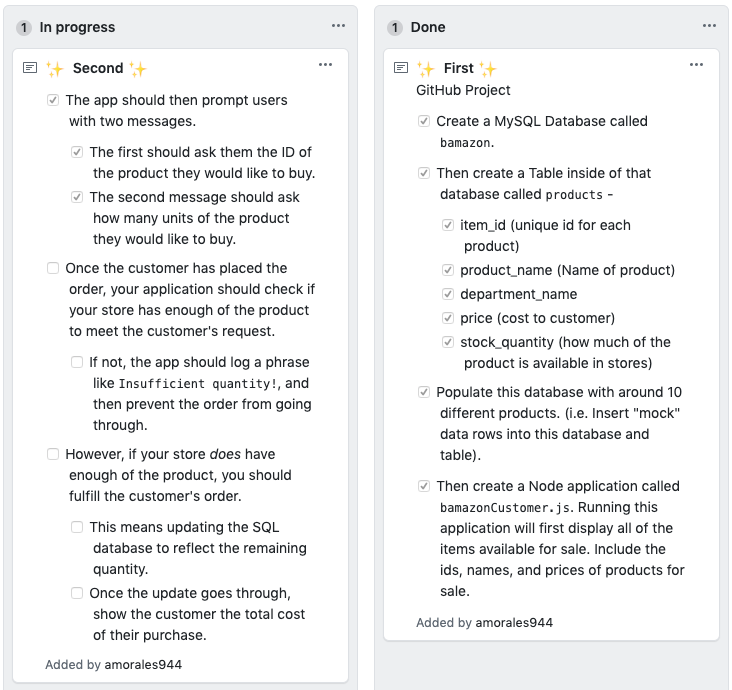 1 In progress
✨ Second ✨
The app should then prompt users
with two messages.
The first should ask them the ID of
the product they would like to buy.
The second message should ask
how many units of the product
they would like to buy.
Once the customer has placed the
order, your application should check if
your store has enough of the product
to meet the customer's request.
If not, the app should log a phrase
like Insufficient quantity!, and
then prevent the order from going
through.
However, if your store does have
enough of the product, you should
fulfill the customer's order.
This means updating the SQL
database to reflect the remaining
quantity.
Once the update goes through,
show the customer the total cost
of their purchase.
Added by amorales944
1 Done
✨ First ✨
GitHub Project
Create a MySQL Database called
bamazon.
Then create a Table inside of that
database called products -
item_id (unique id for each
product)
product_name (Name of product)
department_name
price (cost to customer)
stock_quantity (how much of the
product is available in stores)
Populate this database with around 10
different products. (i.e. Insert "mock"
data rows into this database and
table).
Then create a Node application called
bamazonCustomer.js. Running this
application will first display all of the
items available for sale. Include the
ids, names, and prices of products for
sale.
Added by amorales944